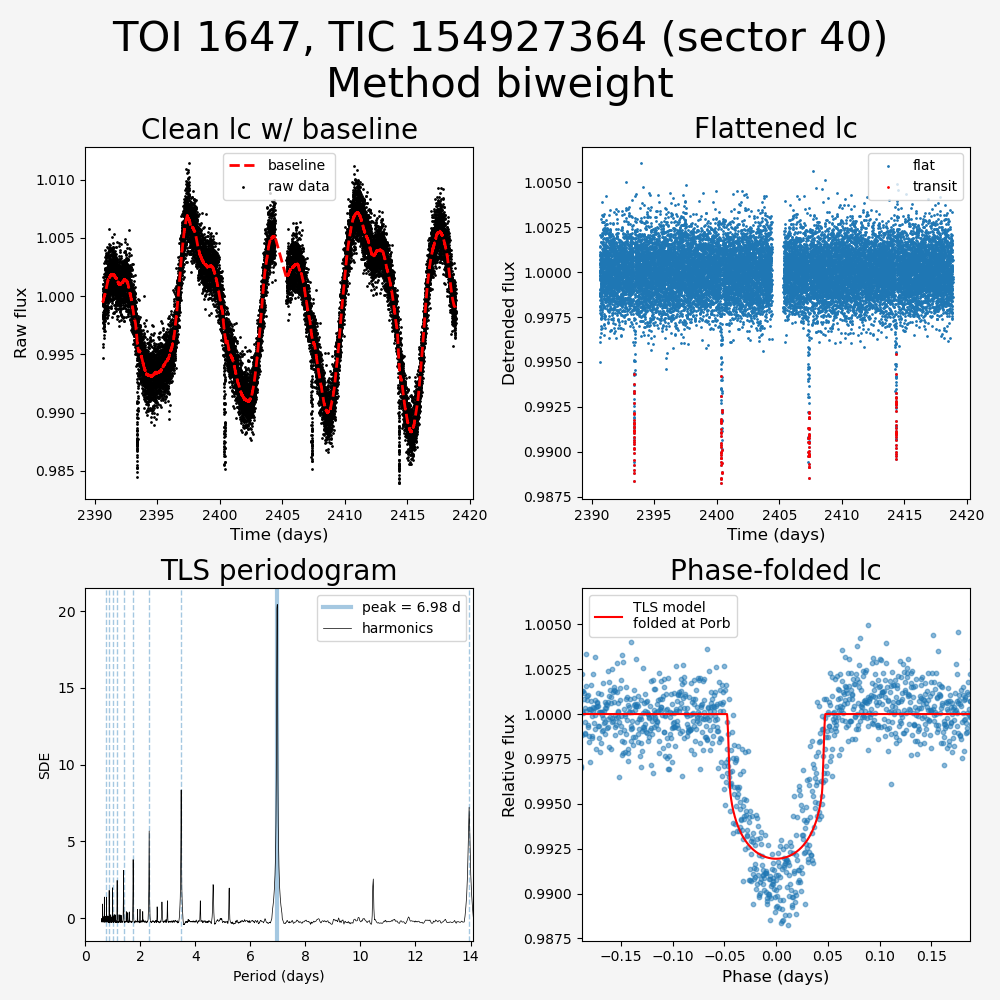 TOI 1647, TIC 154927364 (sector 40)
Method biweight
Clean lc w/ baseline
baseline
raw data
1.010
1.005
1.000
0.995
0.990
0.985
Raw flux
2390 2395 2400 2405 2410 2415 2420
Time (days)
Flattened lc
flat
transit
1.0050
1.0025
1.0000
0.9975
0.9950
0.9925
0.9900
0.9875
Detrended flux
2390 2395 2400 2405 2410 2415 2420
Time (days)
TLS periodogram
peak = 6.98 d
harmonics
20
15
10
5
0
SDE
0 2 4 6 8 10 12 14
Period (days)
Phase-folded lc
TLS model
folded at Porb
1.0050
1.0025
1.0000
0.9975
0.9950
0.9925
0.9900
0.9875
Relative flux
−0.15 −0.10 −0.05 0.00 0.05 0.10 0.15
Phase (days)